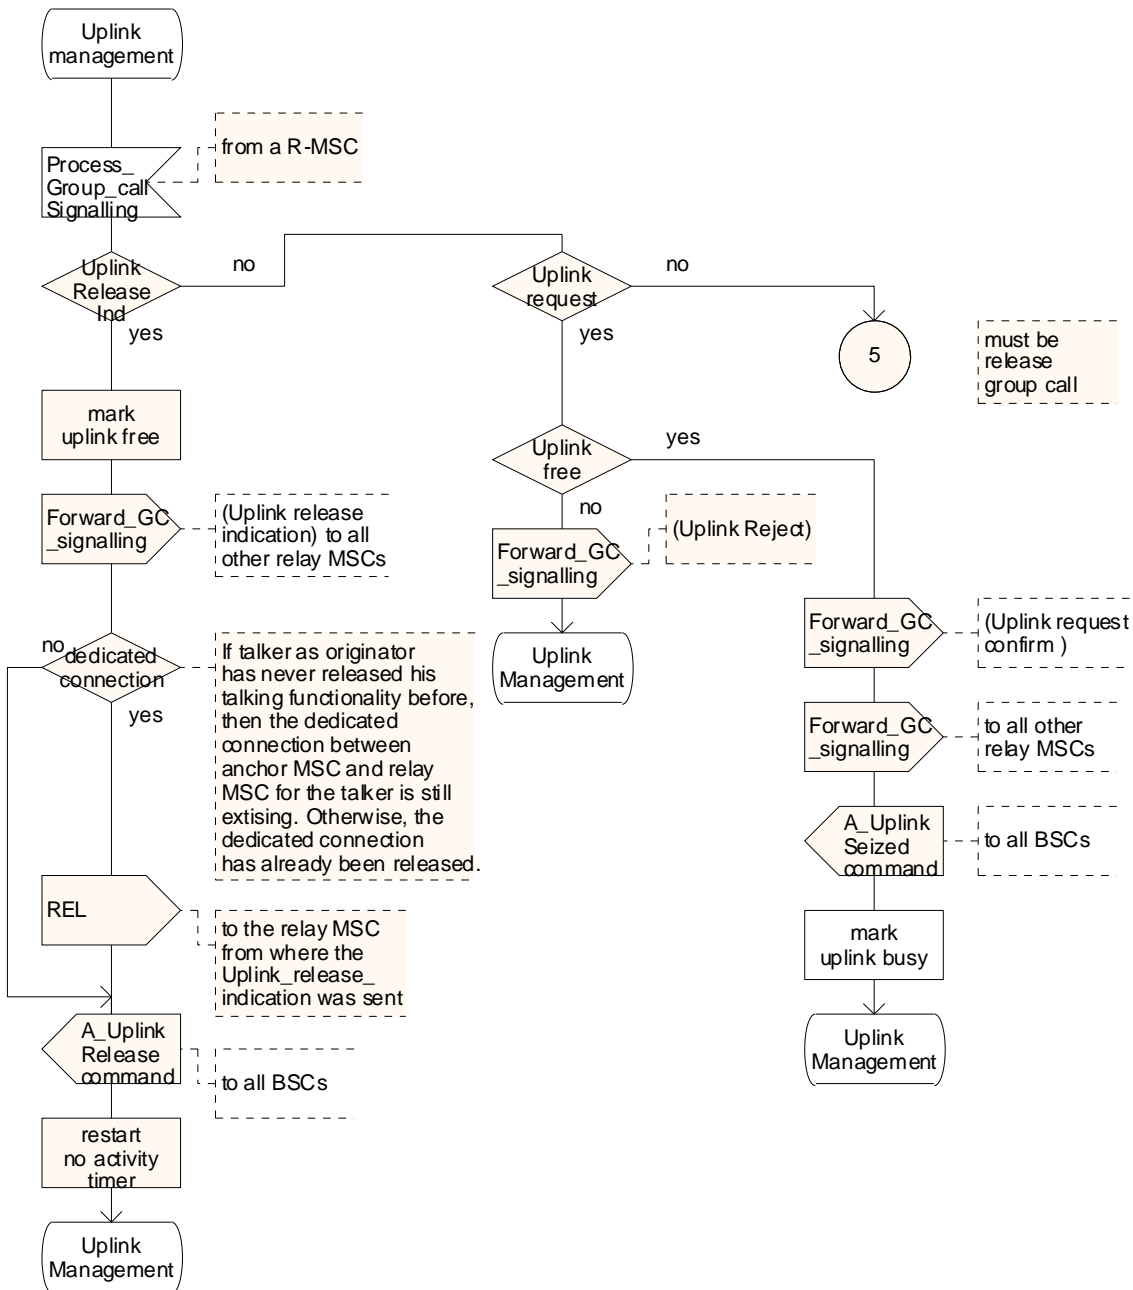 Uplink
management
from a R-MSC
Process_
Group_call
Signalling
Uplink
Release
Ind
no
yes
Uplink
request
no
yes
5
must be
release
group call
mark
uplink free
Uplink
free
yes
no
Forward_GC
_signalling
(Uplink release
indication) to all
other relay MSCs
Forward_GC
_signalling
(Uplink Reject)
Uplink
Management
Forward_GC
_signalling
(Uplink request
confirm )
no
dedicated
connection
yes
If talker as originator
has never released his
talking functionality before,
then the dedicated
connection between
anchor MSC and relay
MSC for the talker is still
extising. Otherwise, the
dedicated connection
has already been released.
Forward_GC
_signalling
to all other
relay MSCs
A_Uplink
Seized
command
to all BSCs
REL
to the relay MSC
from where the
Uplink_release_
indication was sent
mark
uplink busy
Uplink
Management
A_Uplink
Release
command
to all BSCs
restart
no activity
timer
Uplink
Management